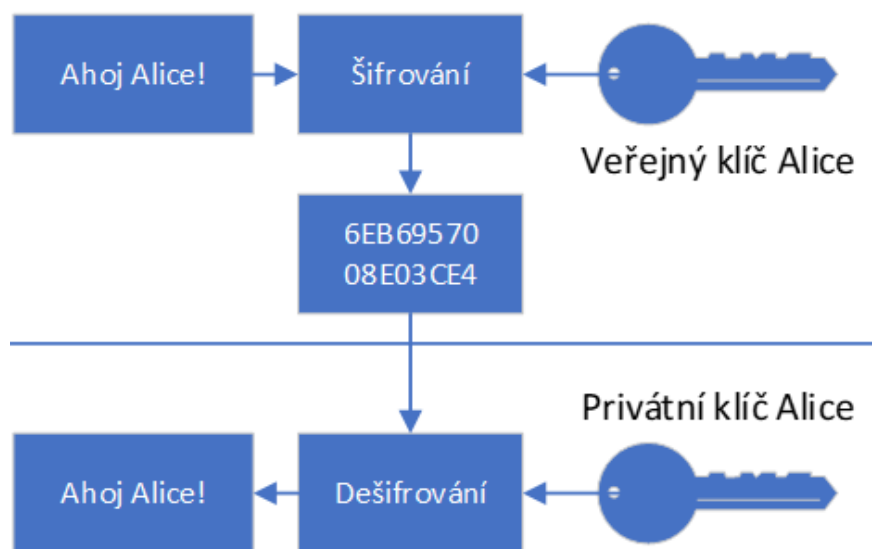 Ahoj Alice!
Šifrování
Veřejný klíč Alice
6EB69570
08E03CE4
Privátní klíč Alice
Ahoj Alice!
Dešifrování